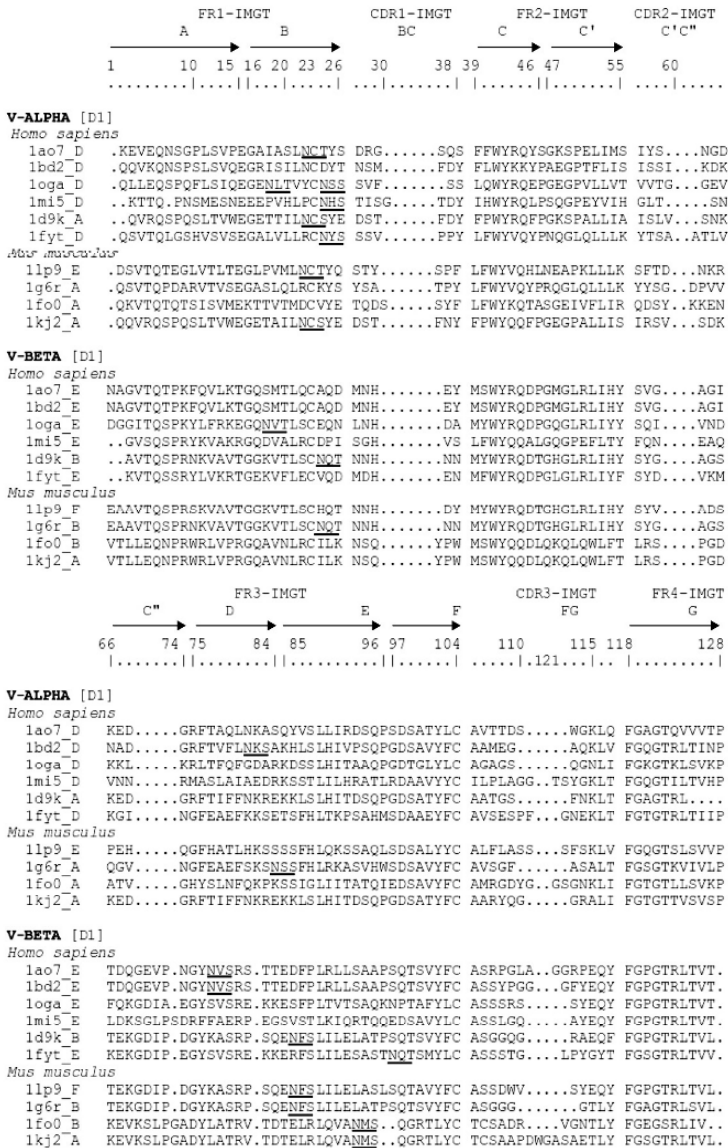 FR1-IMGT CDR1-IMGT FR2-IMGT CDR2-IMGT
A B BC C C' C'C"
1 10 15 16 20 23 26 30 38 39 46 47 55 60
V-ALPHA [D1]
Homo sapiens
1ao7_D .KEVEQNSGPLSVPEGAIASLNCTYS DRG......SQS FFWYRQYSGKSPELIMS IYS....NGD
1bd2_D .QQVKQNSPSLSVQEGRISILNCDYT NSM......FDY FLWYKKYPAEGPTFLIS ISSI...KDK
1oga_D .QLLEQSPQFLSIQEGENLTVYCNSS SVF......SSL QWYRQEPGEGPVLLVT VVTG...GEV
1mi5_D .KTTQ.PNSMESNEEEPVHLPCNHS TISG.....TDY IHWYRQLPSQGPEYVIH GLT....SN
1d9k_A .QVRQSPQSLTVWEGETTILNCSYE DST......FDY FPWYRQFPGKSPALLIA ISLV...SNK
1fyt_D .QSVTQLGSHVSVSEGALVLLRCNYS SSV......PPY LFWYVQYPNQGLQLLLK YTSA..ATLV
Mus musculus
1lp9_E .DSVTQTEGLVTLTEGLPVMLNCTYQ STY......SPF LFWYVQHLNEAPKLLLK SFTD...NKR
1g6r_A .QSVTQPDARVTVSEGASLQLRCKYS YSA......TPY LFWYVQYPRQGLQLLLK YYSG..DPVV
1fo0_A .QKVTQTQTSISVMEKTTVTMDCVYE TQDS.....SYF LFWYKQTASGEIVFLIR QDSY..KKEN
1kj2_A .QQVRQSPQSLTVWEGETAILNCSYE DST......FNY FPWYQQFPGEGPALLIS IRSV...SDK
V-BETA [D1]
Homo sapiens
1ao7_E NAGVTQTPKFQVLKTGQSMTLQCAQD MNH.......EY MSWYRQDPGMGLRLIHY SVG....AGI
1bd2_E NAGVTQTPKFQVLKTGQSMTLQCAQD MNH.......EY MSWYRQDPGMGLRLIHY SVG....AGI
1oga_E DGGITQSPKYLFRKEGQNVTLSCEQN LNH.......DA MYWYRQDPGQGLRLIYY SQI....VND
1mi5_E ..GVSQSPRYKVAKRGQDVALRCDPI SGH.......VS LFWYQQALGQGPEFLTY FQN....EAQ
1d9k_B ..AVTQSPRNKVAVTGGKVTLSCNQT NNH.......NN MYWYRQDTGHGLRLIHY SYG....AGS
1fyt_E ..KVTQSSRYLVKRTGEKVFLECVQD MDH.......EN MFWYRQDPGLGLRLIYF SYD....VKM
Mus musculus
1lp9_F EAAVTQSPRSKVAVTGGKVTLSCHQT NNH.......DY MYWYRQDTGHGLRLIHY SYV....ADS
1g6r_B EAAVTQSPRNKVAVTGGKVTLSCNQT NNH.......NN MYWYRQDTGHGLRLIHY SYG....AGS
1fo0_B VTLLEQNPRWRLVPRGQAVNLRCILK NSQ......YPW MSWYQQDLQKQLQWLFT LRS....PGD
1kj2_A VTLLEQNPRWRLVPRGQAVNLRCILK NSQ......YPW MSWYQQDLQKQLQWLFT LRS....PGD
FR3-IMGT CDR3-IMGT FR4-IMGT
C" D E F FG G
66 74 75 84 85 96 97 104 110 121 115 118 128
V-ALPHA [D1]
Homo sapiens
1ao7_D KED.....GRFTAQLNKASQYVSLLIRDSQPSDSATYLC AVTTDS.....WGKLQ FGAGTQVVVTP
1bd2_D NAD.....GRFTVFLNKSAKHLSLHIVPSQPGDSAVYFC AAMEG......AQKLV FGQGTRLTINP
1oga_D KKL.....KRLTFQFGDARKDSSLHITAAQPGDTGLYLC AGAGS......QGNLI FGKGTKLSVKP
1mi5_D VNN.....RMASLAIAEDRKSSTLILHRATLRDAAVYYC ILPLAGG..TSYGKLT FGQGTILTVHP
1d9k_A KED.....GRFTIFFNKREKKLSLHITDSQPGDSATYFC AATGS......FNKLT FGAGTRL....
1fyt_D KGI.....NGFEAEFKKSETSFHLTKPSAHMSDAAEYFC AVSESPF...GNEKLT FGTGTRLTIIP
Mus musculus
1lp9_E PEH.....QGFHATLHKSSSSFHLQKSSAQLSDSALYYC ALFLASS...SFSKLV FGQGTSLSVVP
1g6r_A QGV.....NGFEAEFSKSNSSFHLRKASVHWSDSAVYFC AVSGF......ASALT FGSGTKVIVLP
1fo0_A ATV.....GHYSLNFQKPKSSIGLIITATQIEDSAVYFC AMRGDYG..GSGNKLI FGTGTLLSVKP
1kj2_A KED.....GRFTIFFNKREKKLSLHITDSQPGDSATYFC AARYQG.....GRALI FGTGTTVSVSP
V-BETA [D1]
Homo sapiens
1ao7_E TDQGEVP.NGYNVSRS.TTEDFPLRLLSAAPSQTSVYFC ASRPGLA..GGRPEQY FGPGTRLTVT.
1bd2_E TDQGEVP.NGYNVSRS.TTEDFPLRLLSAAPSQTSVYFC ASSYPGG...GFYEQY FGPGTRLTVT.
1oga_E FQKGDIA.EGYSVSRE.KKESFPLTVTSAQKNPTAFYLC ASSSRS.....SYEQY FGPGTRLTVT.
1mi5_E LDKSGLPSDRFFAERP.EGSVSTLKIQRTQQEDSAVYLC ASSLGQ.....AYEQY FGPGTRLTVT.
1d9k_B TEKGDIP.DGYKASRP.SQENFSLILELATPSQTSVYFC ASGGQG.....RAEQF FGPGTRLTVL.
1fyt_E KEKGDIP.EGYSVSRE.KKERFSLILESASTNQTSMYLC ASSSTG....LPYGYT FGSGTRLTVV.
Mus musculus
1lp9_F TEKGDIP.DGYKASRP.SQENFSLILELASLSQTAVYFC ASSDWV.....SYEQY FGPGTRLTVL.
1g6r_B TEKGDIP.DGYKASRP.SQENFSLILELATPSQTSVYFC ASGGG......GTLY FGAGTRLSVL.
1fo0_B KEVKSLPGADYLATRV.TDTELRLQVANMS..QGRTLYC TCSADR.....VGNTLY FGEGSRLIV..
1kj2_A KEVKSLPGADYLATRV.TDTELRLQVANMS..QGRTLYC TCSAAPDWGASAETLY FGSGTRLTVL.